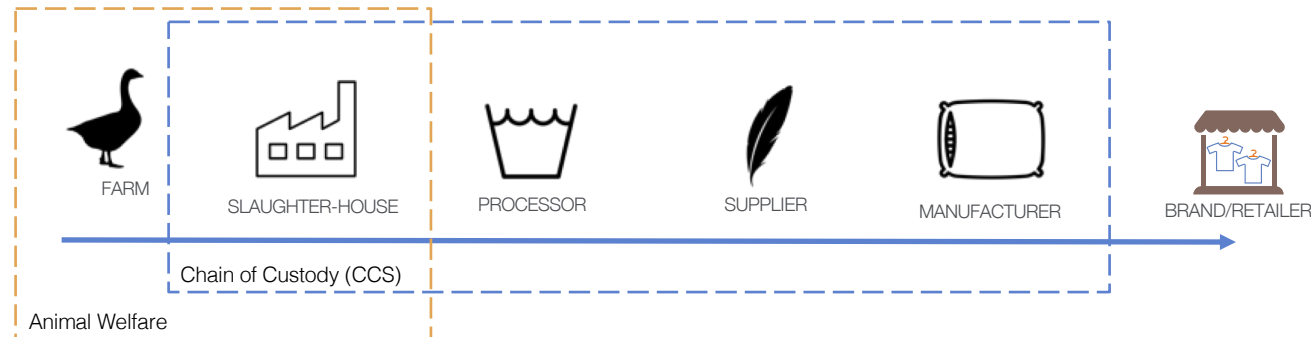 FARM
SLAUGHTER-HOUSE
PROCESSOR
SUPPLIER
MANUFACTURER
BRAND/RETAILER
Chain of Custody (CCS)
Animal Welfare